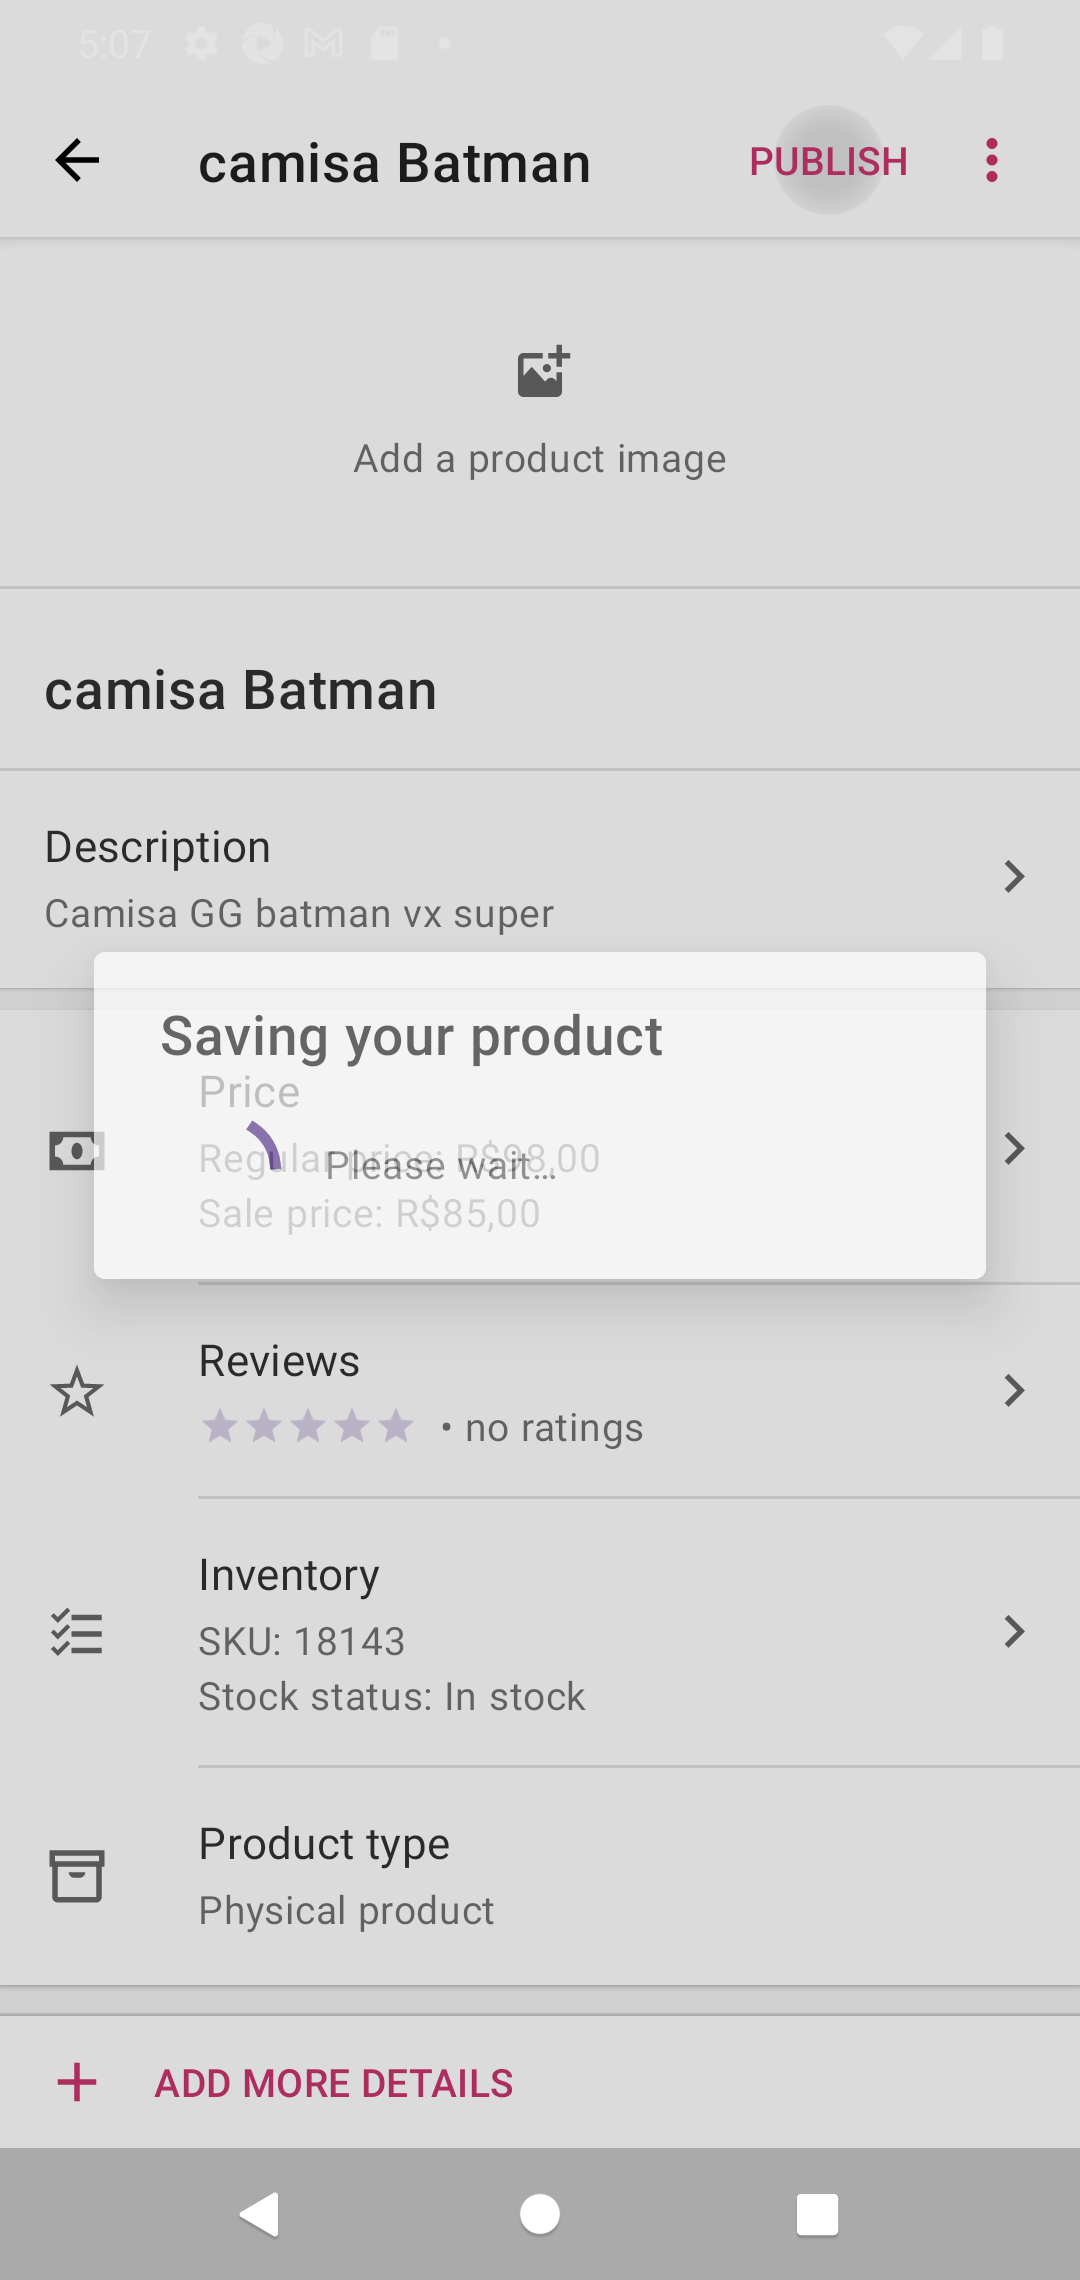 5:07
camisa Batman
PUBLISH
Add a product image
camisa Batman
Description
Camisa GG batman vx super
Saving your product
Price
Regular price: R$98,00
Please wait…
Sale price: R$85,00
Reviews
• no ratings
Inventory
SKU: 18143
Stock status: In stock
Product type
Physical product
ADD MORE DETAILS